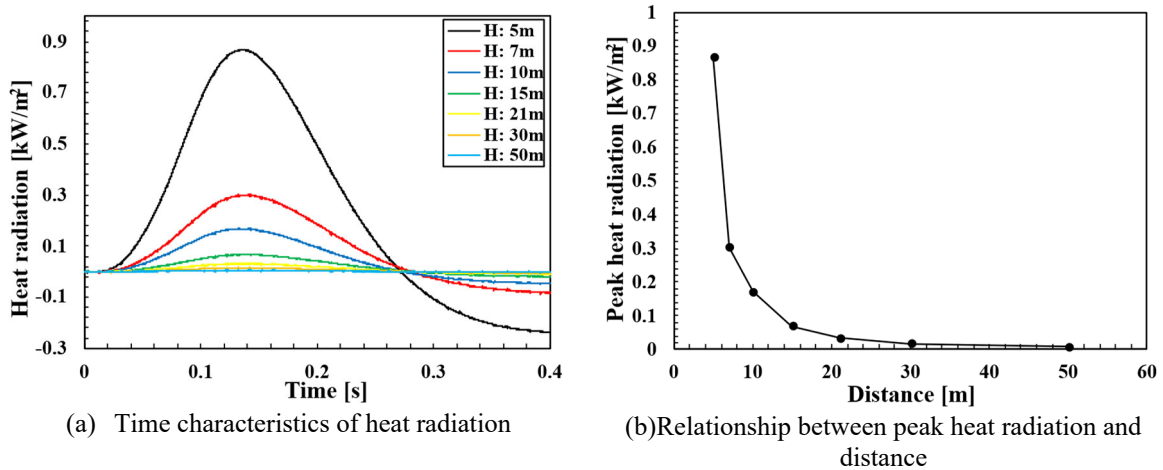 Heat radiation [kW/m²]
0.9
0.7
0.5
0.3
0.1
-0.1
-0.3
0
0.1
0.2
0.3
0.4
Time [s]
H: 5m
H: 7m
H: 10m
H: 15m
H: 21m
H: 30m
H: 50m
(a) Time characteristics of heat radiation
Peak heat radiation [kW/m²]
1
0.9
0.8
0.7
0.6
0.5
0.4
0.3
0.2
0.1
0
0
10
20
30
40
50
60
Distance [m]
(b)Relationship between peak heat radiation and
distance